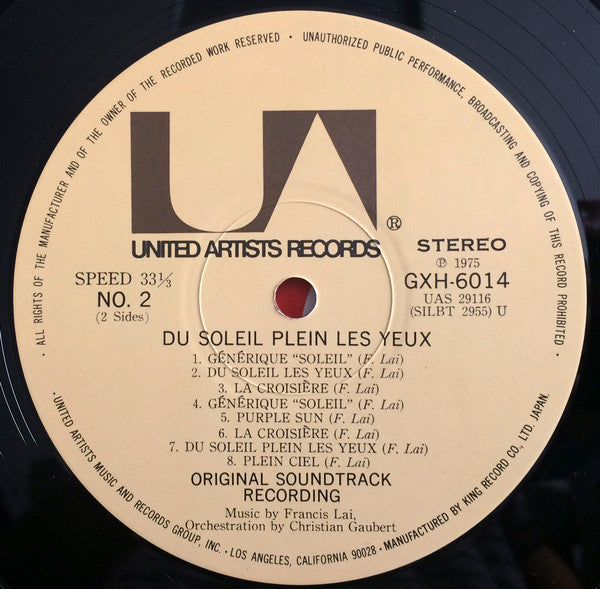 ALL RIGHTS OF THE MANUFACTURER AND OF THE OWNER OF THE RECORDED WORK RESERVED • UNAUTHORIZED PUBLIC PERFORMANCE, BROADCASTING AND COPYING OF THIS RECORD PROHIBITED.
UA ®
UNITED ARTISTS RECORDS
STEREO
℗ 1975
SPEED 33⅓
GXH-6014
NO. 2
UAS 29116
(2 Sides)
(SILBT 2955) U
DU SOLEIL PLEIN LES YEUX
1. GÉNÉRIQUE "SOLEIL" (F. Lai)
2. DU SOLEIL PLEIN LES YEUX (F. Lai)
3. LA CROISIÈRE (F. Lai)
4. GÉNÉRIQUE "SOLEIL" (F. Lai)
5. PURPLE SUN (F. Lai)
6. LA CROISIÈRE (F. Lai)
7. DU SOLEIL PLEIN LES YEUX (F. Lai)
8. PLEIN CIEL (F. Lai)
ORIGINAL SOUNDTRACK
RECORDING
Music by Francis Lai,
Orchestration by Christian Gaubert
• UNITED ARTISTS MUSIC AND RECORDS GROUP, INC. • LOS ANGELES, CALIFORNIA 90028 • MANUFACTURED BY KING RECORD CO., LTD. JAPAN. •